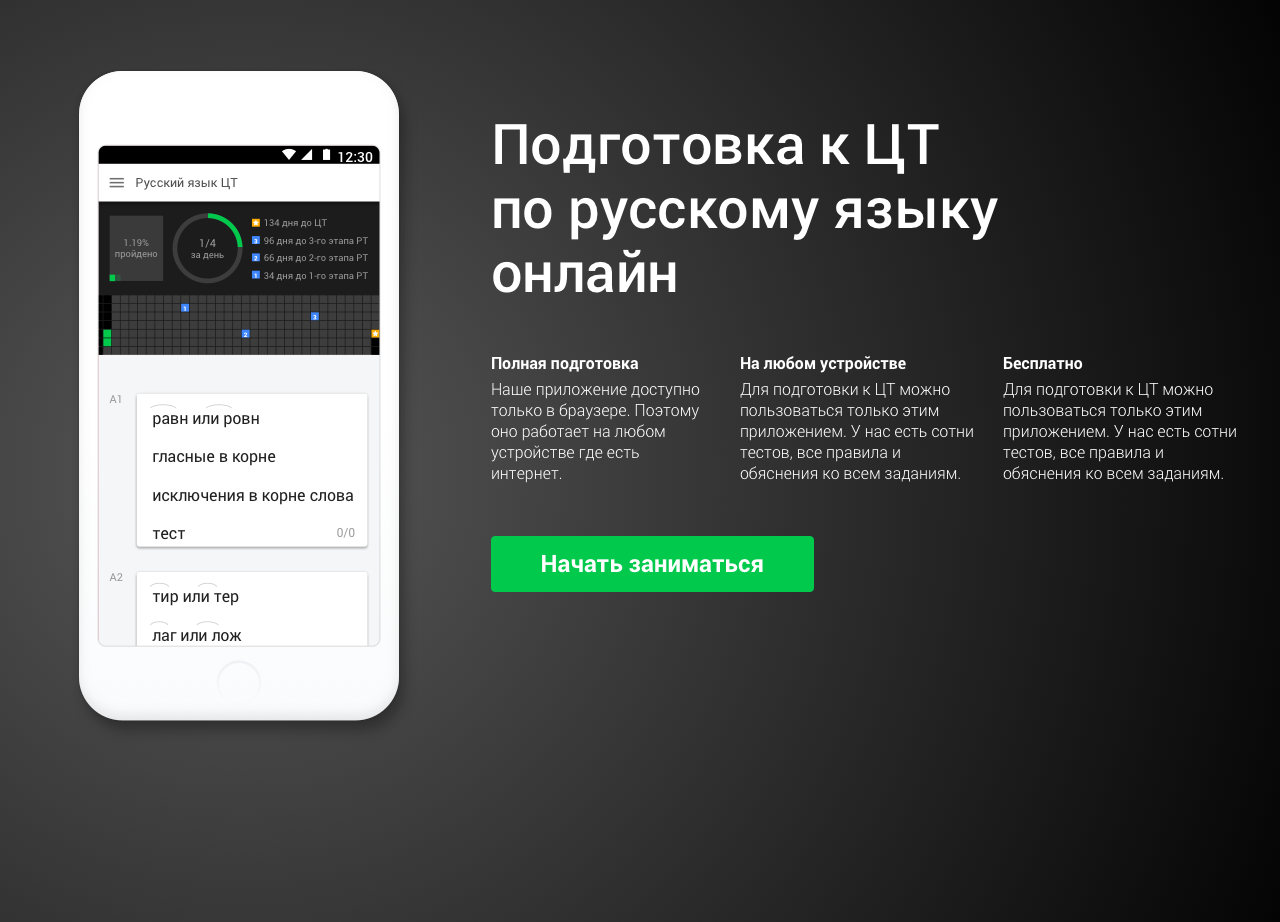 12:30
Русский язык ЦТ
1.19%
пройдено
1/4
за день
134 дня до ЦТ
3 96 дня до 3-го этапа РТ
2 66 дня до 2-го этапа РТ
1 34 дня до 1-го этапа РТ
1
3
2
А1
равн или ровн
гласные в корне
исключения в корне слова
тест 0/0
А2
тир или тер
лаг или лож
Подготовка к ЦТ
по русскому языку
онлайн
Полная подготовка
Наше приложение доступно
только в браузере. Поэтому
оно работает на любом
устройстве где есть
интернет.
На любом устройстве
Для подготовки к ЦТ можно
пользоваться только этим
приложением. У нас есть сотни
тестов, все правила и
обяснения ко всем заданиям.
Бесплатно
Для подготовки к ЦТ можно
пользоваться только этим
приложением. У нас есть сотни
тестов, все правила и
обяснения ко всем заданиям.
Начать заниматься